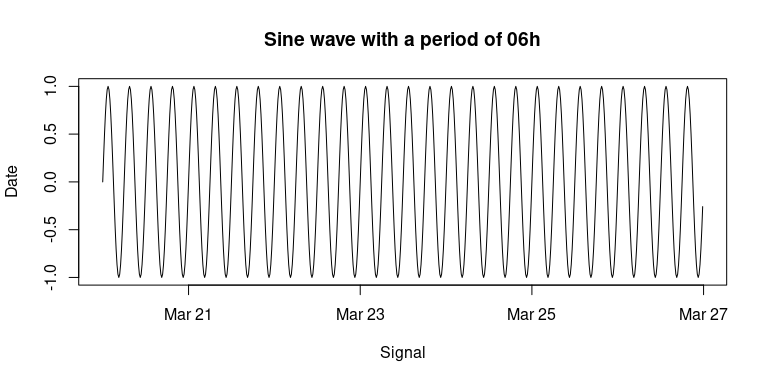 Sine wave with a period of 06h
1.0
0.5
0.0
-0.5
-1.0
Date
Mar 21
Mar 23
Mar 25
Mar 27
Signal